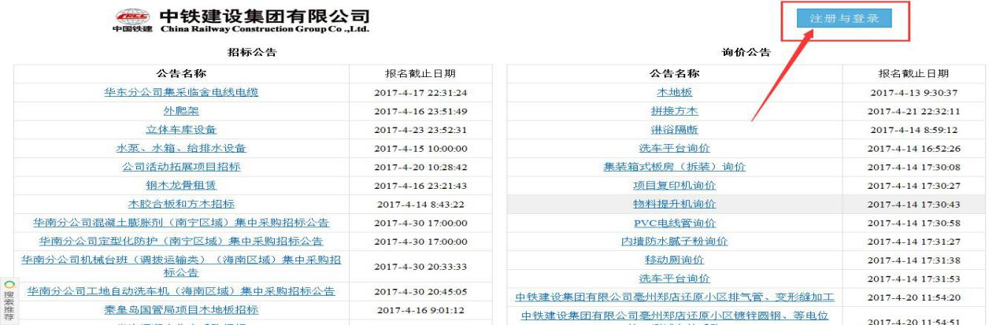 中铁建设集团有限公司
中国铁建 China Railway Construction Group Co .,Ltd.
注册与登录
招标公告
公告名称 报名截止日期
华东分公司集采临舍电线电缆 2017-4-17 22:31:24
外爬架 2017-4-16 23:51:49
立体车库设备 2017-4-23 23:52:31
水泵、水箱、给排水设备 2017-4-15 10:00:00
公司活动拓展项目招标 2017-4-20 10:28:42
钢木龙骨租赁 2017-4-16 23:21:43
木胶合板和方木招标 2017-4-14 8:43:22
华南分公司混凝土膨胀剂（南宁区域）集中采购招标公告 2017-4-30 17:00:00
华南分公司定型化防护（南宁区域）集中采购招标公告 2017-4-30 17:00:00
华南分公司机械台班（调拨运输类）（海南区域）集中采购招
标公告 2017-4-30 20:33:33
华南分公司工地自动洗车机（海南区域）集中采购招标公告 2017-4-30 20:45:05
秦皇岛国管局项目木地板招标 2017-4-16 9:01:12
询价公告
公告名称 报名截止日期
木地板 2017-4-13 9:30:37
拼接方木 2017-4-21 22:32:11
淋浴隔断 2017-4-14 8:59:12
洗车平台询价 2017-4-14 16:52:26
集装箱式板房（拆装）询价 2017-4-14 17:30:08
项目复印机询价 2017-4-14 17:30:27
物料提升机询价 2017-4-14 17:30:43
PVC电线管询价 2017-4-14 17:30:58
内墙防水腻子粉询价 2017-4-14 17:31:27
移动厕询价 2017-4-14 17:31:38
洗车平台询价 2017-4-14 17:31:53
中铁建设集团有限公司亳州郑店还原小区排气管、变形缝加工 2017-4-20 11:54:20
中铁建设集团有限公司亳州郑店还原小区镀锌圆钢、等电位 2017-4-20 11:54:51
搜索推荐